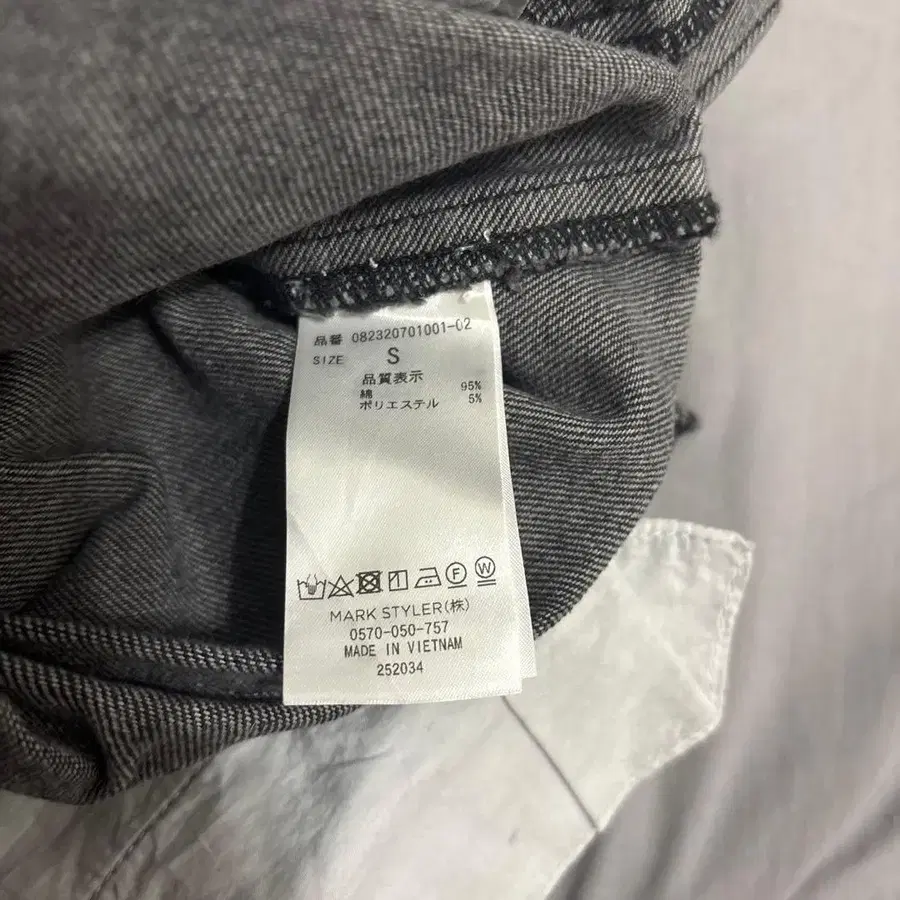 品番 082320701001-02
SIZE S
品質表示
綿 95%
ポリエステル 5%
F W
MARK STYLER(株)
0570-050-757
MADE IN VIETNAM
252034